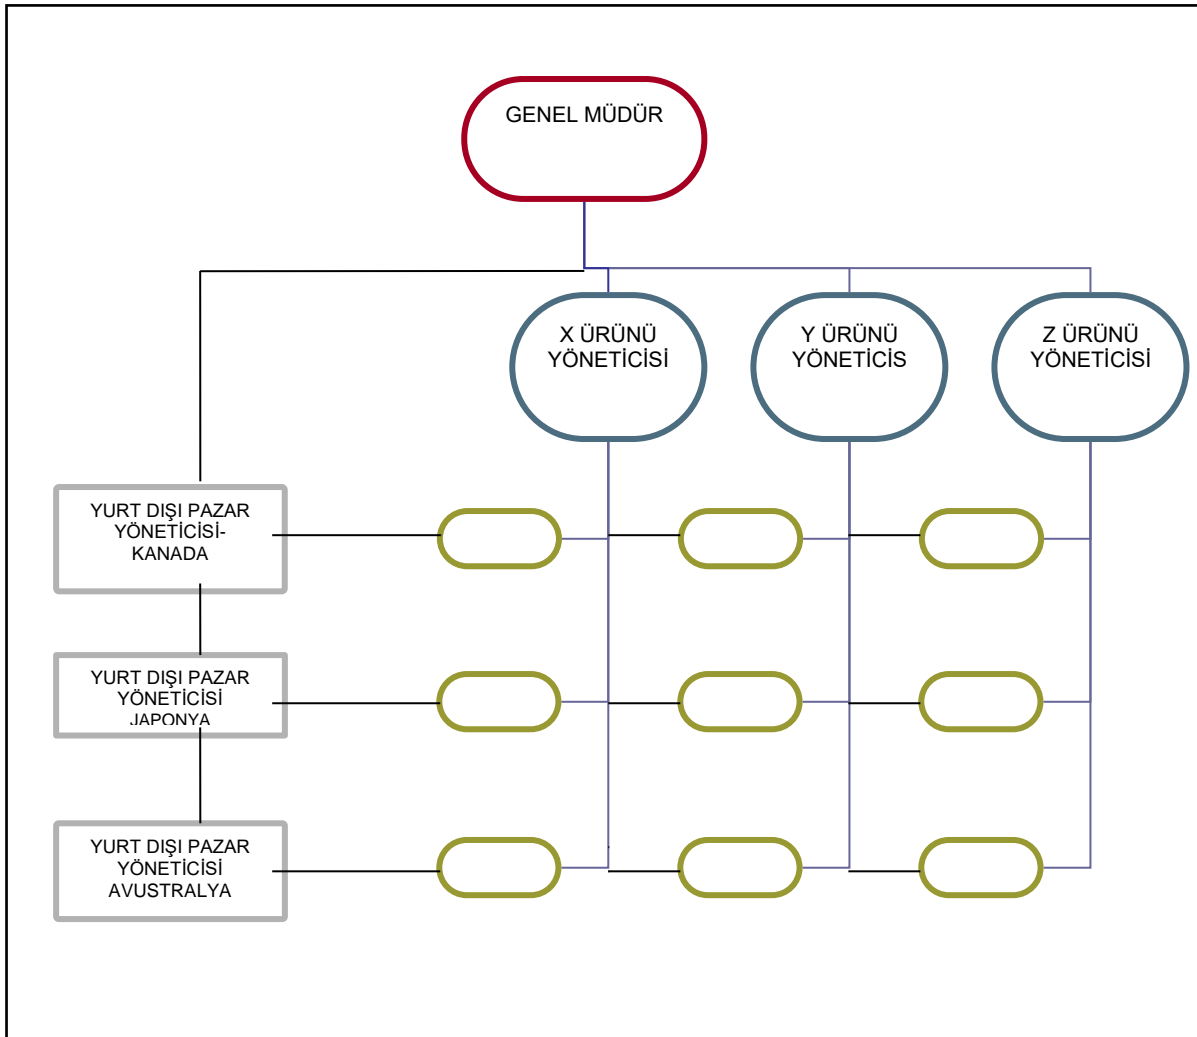 GENEL MÜDÜR
X ÜRÜNÜ
YÖNETİCİSİ
Y ÜRÜNÜ
YÖNETİCİS
Z ÜRÜNÜ
YÖNETİCİSİ
YURT DIŞI PAZAR
YÖNETİCİSİ-
KANADA
YURT DIŞI PAZAR
YÖNETİCİSİ
JAPONYA
YURT DIŞI PAZAR
YÖNETİCİSİ
AVUSTRALYA